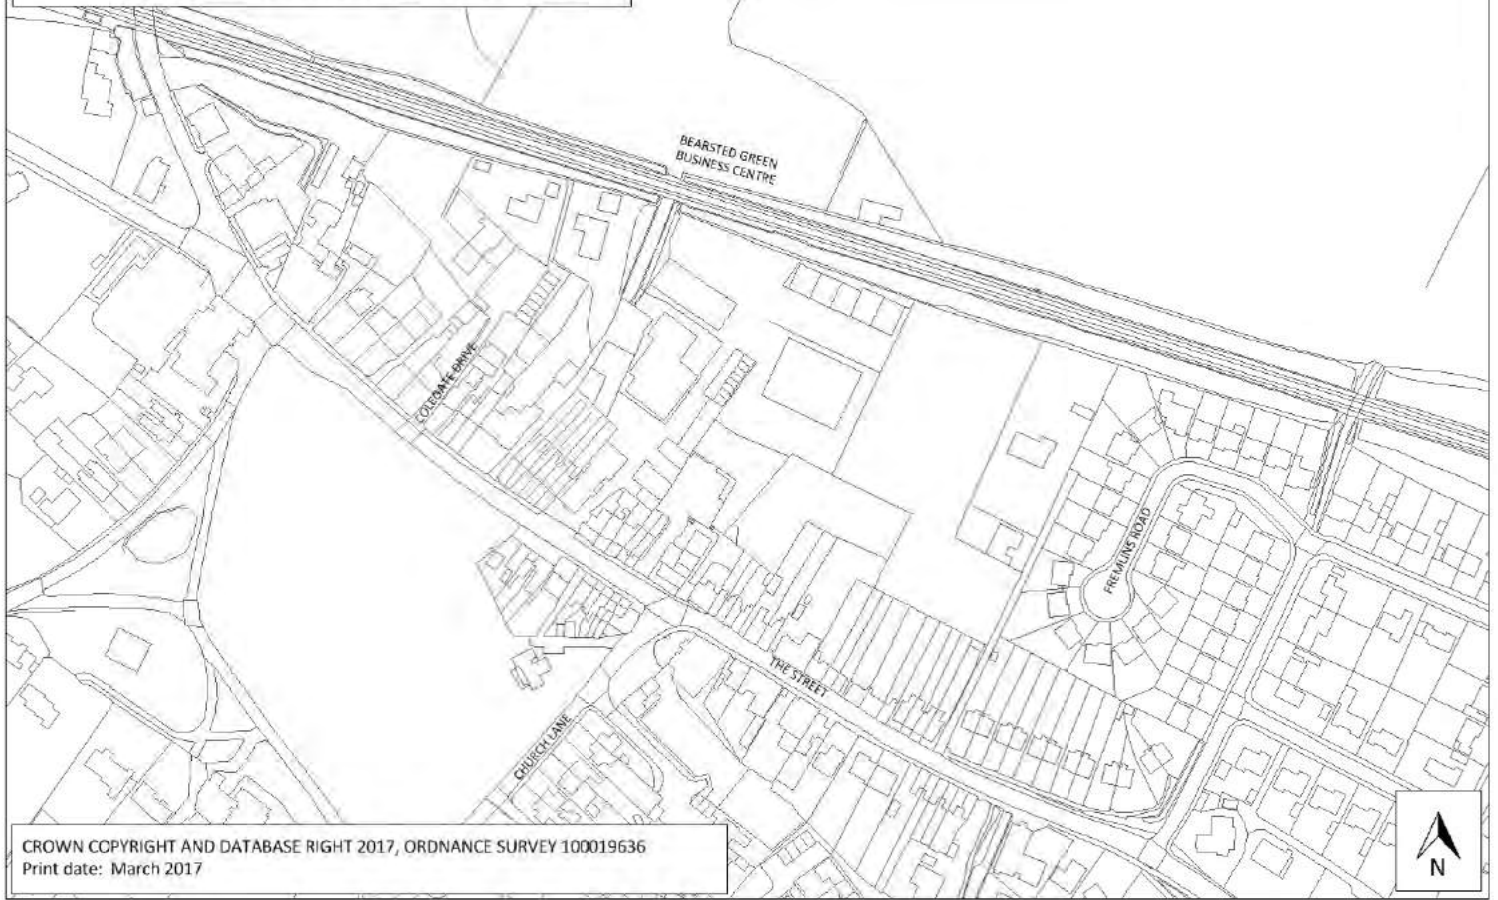 BEARSTED GREEN
BUSINESS CENTRE
COLEGATE DRIVE
FREMLINS ROAD
THE STREET
CHURCH LANE
CROWN COPYRIGHT AND DATABASE RIGHT 2017, ORDNANCE SURVEY 100019636
Print date: March 2017
N